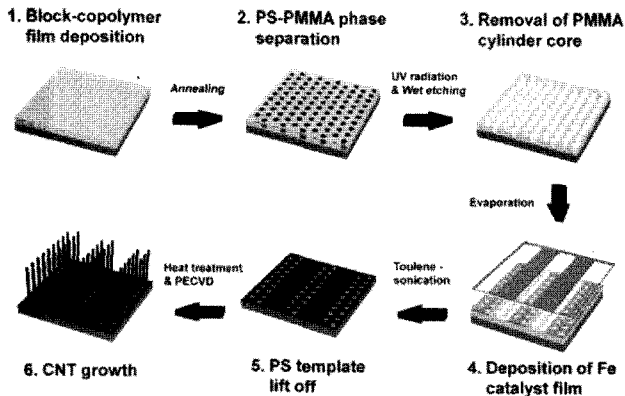 1. Block-copolymer
film deposition
2. PS-PMMA phase
separation
3. Removal of PMMA
cylinder core
Annealing
UV radiation
& Wet etching
Evaporation
Heat treatment
& PECVD
Toulene -
sonication
6. CNT growth
5. PS template
lift off
4. Deposition of Fe
catalyst film